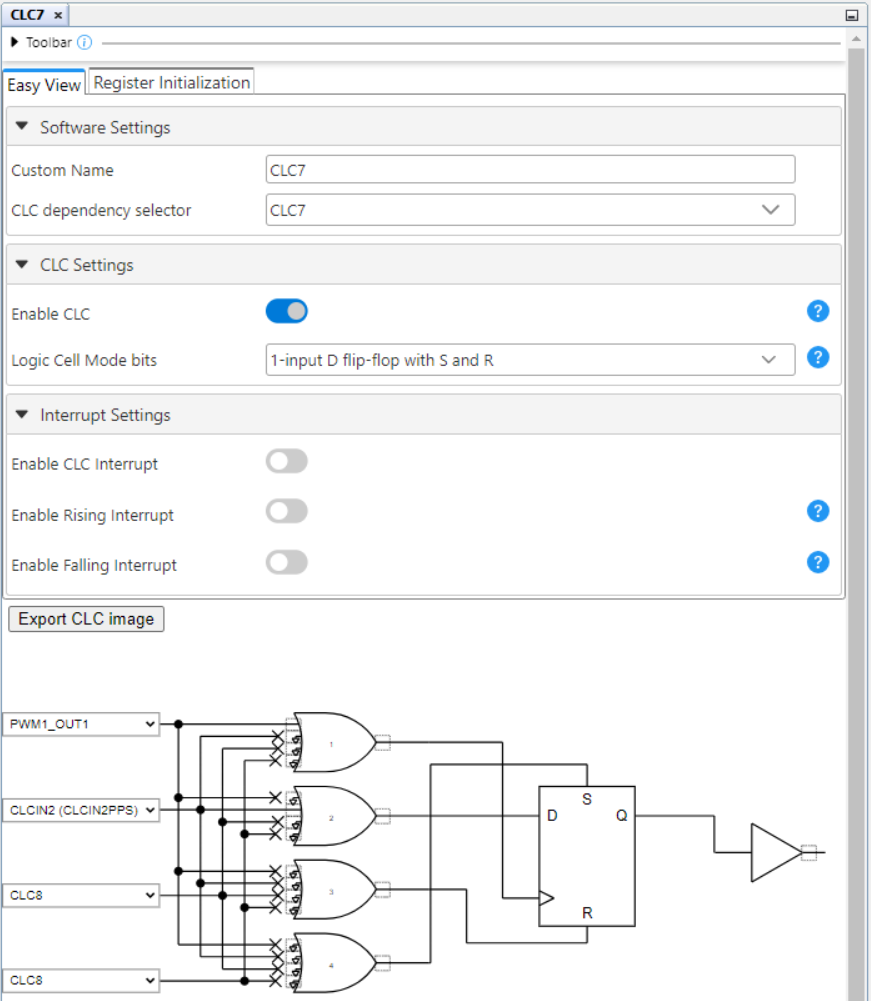 CLC7 ×
Toolbar
Easy View Register Initialization
Software Settings
Custom Name CLC7
CLC dependency selector CLC7
CLC Settings
Enable CLC ?
Logic Cell Mode bits 1-input D flip-flop with S and R ?
Interrupt Settings
Enable CLC Interrupt
Enable Rising Interrupt ?
Enable Falling Interrupt ?
Export CLC image
PWM1_OUT1
1
CLCIN2 (CLCIN2PPS)
2
S
D Q
CLC8
3
R
4
CLC8